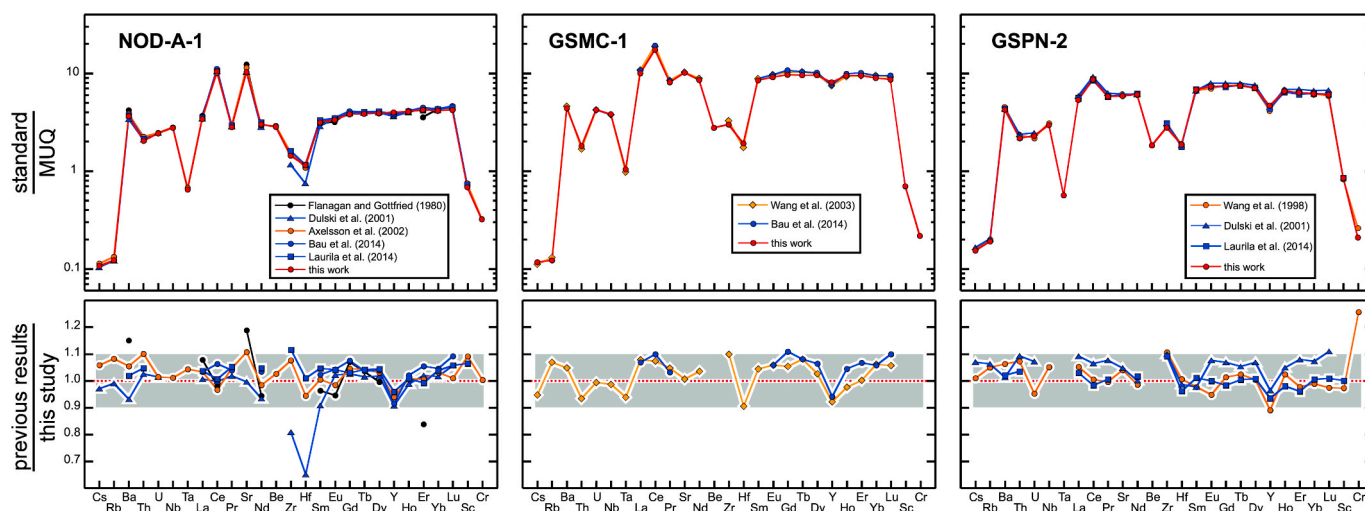 NOD-A-1
GSMC-1
GSPN-2
standard
MUQ
10
1
0.1
Flanagan and Gottfried (1980)
Dulski et al. (2001)
Axelsson et al. (2002)
Bau et al. (2014)
Laurila et al. (2014)
this work
Wang et al. (2003)
Bau et al. (2014)
this work
Wang et al. (1998)
Dulski et al. (2001)
Laurila et al. (2014)
this work
previous results
this study
1.2
1.1
1.0
0.9
0.8
0.7
Cs Ba U Ta Ce Sr Be Hf Eu Tb Y Er Lu Cr
Rb Th Nb La Pr Nd Zr Sm Gd Dy Ho Yb Sc
Cs Ba U Ta Ce Sr Be Hf Eu Tb Y Er Lu Cr
Rb Th Nb La Pr Nd Zr Sm Gd Dy Ho Yb Sc
Cs Ba U Ta Ce Sr Be Hf Eu Tb Y Er Lu Cr
Rb Th Nb La Pr Nd Zr Sm Gd Dy Ho Yb Sc